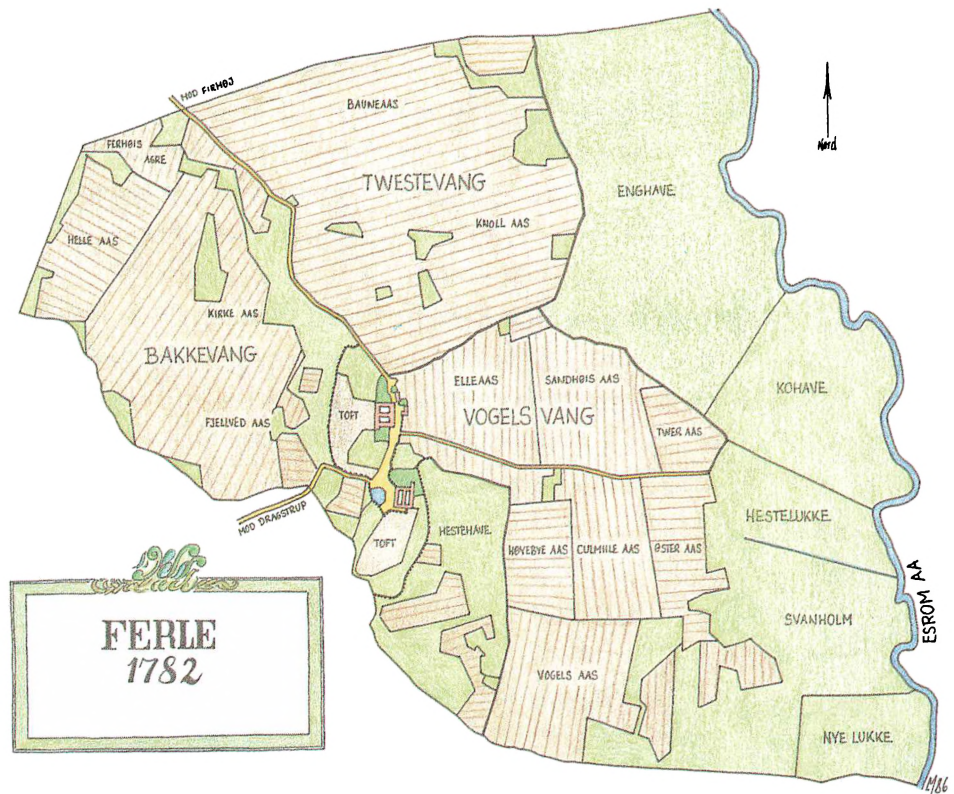 MOD FIRHØJ
FERHØIS
AGRE
BAUNEAAS
Nord
TWESTEVANG
ENGHAVE
KNOLL AAS
HELLE AAS
KIRKE AAS
BAKKEVANG
ELLEAAS
SANDHØIS AAS
KOHAVE
TOFT
VOGELS VANG
FJELLVED AAS
TWER AAS
MOD DRAGSTRUP
HESTEHAVE
HESTELUKKE
TOFT
HØVEBYE AAS
CULMIILE AAS
ØSTER AAS
ESROM AA
SVANHOLM
FERLE
1782
VOGELS AAS
NYE LUKKE
M/86